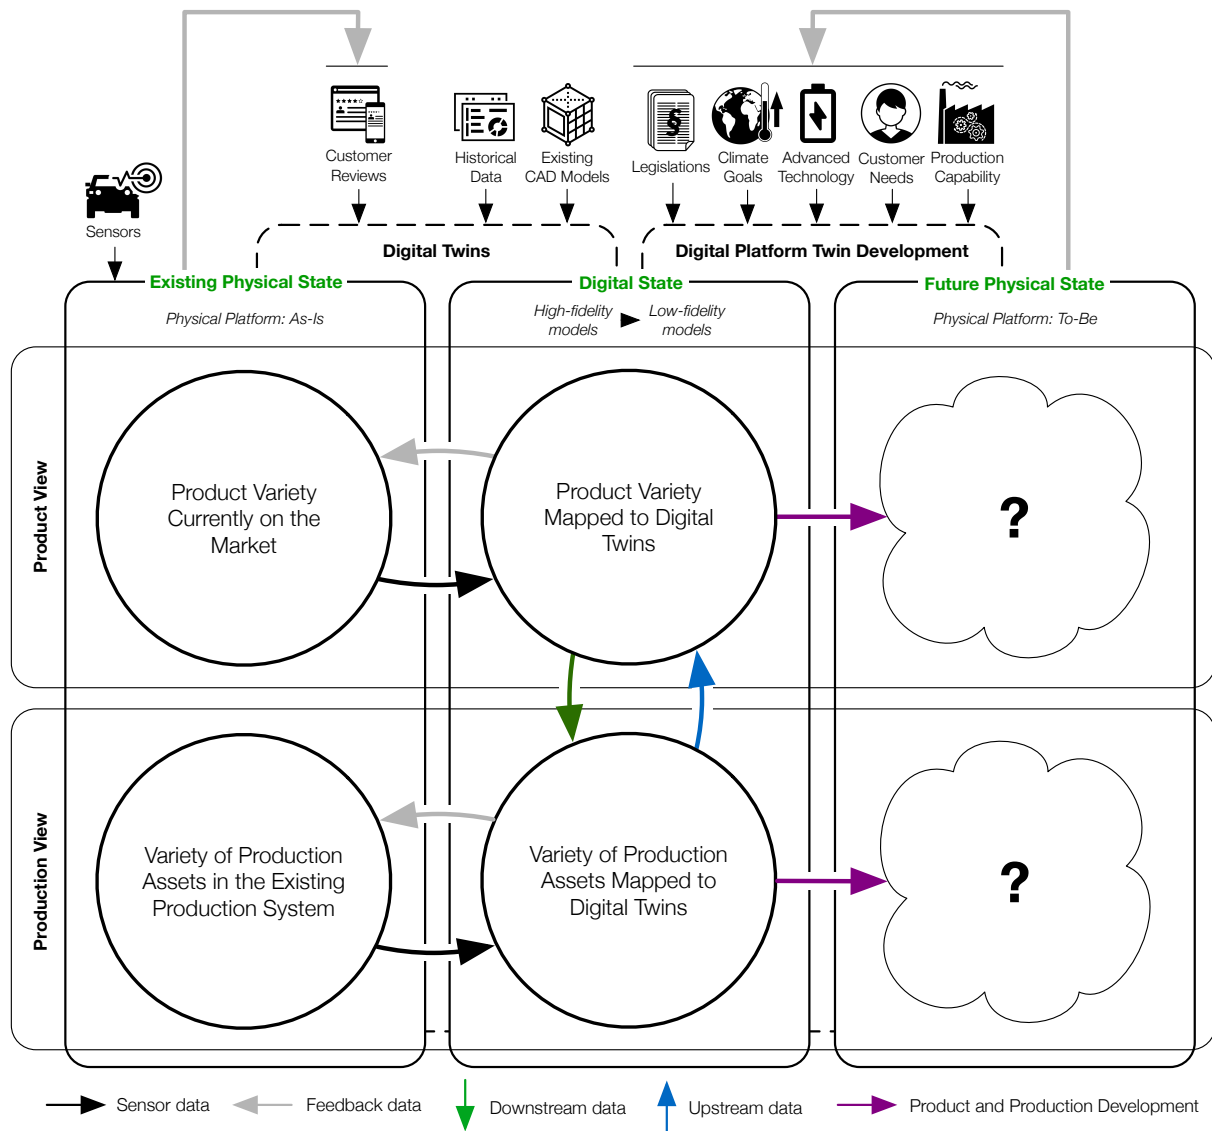 Customer
Reviews
Historical
Data
Existing
CAD Models
§
Legislations
Climate
Goals
Advanced
Technology
Customer
Needs
Production
Capability
Sensors
Digital Twins
Digital Platform Twin Development
Existing Physical State
Digital State
Future Physical State
Physical Platform: As-Is
High-fidelity
models
Low-fidelity
models
Physical Platform: To-Be
Product View
Product Variety
Currently on the
Market
Product Variety
Mapped to Digital
Twins
?
Production View
Variety of Production
Assets in the Existing
Production System
Variety of Production
Assets Mapped to
Digital Twins
?
Sensor data
Feedback data
Downstream data
Upstream data
Product and Production Development